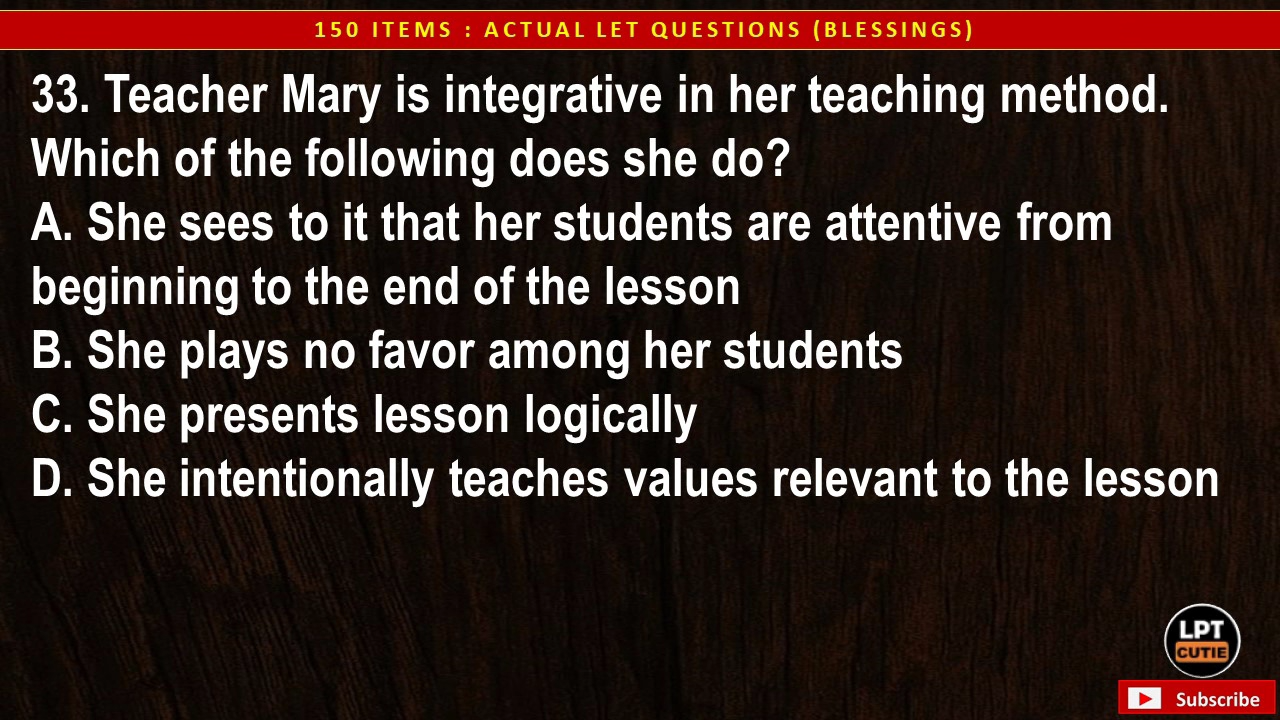 150 ITEMS : ACTUAL LET QUESTIONS (BLESSINGS)
33. Teacher Mary is integrative in her teaching method.
Which of the following does she do?
A. She sees to it that her students are attentive from
beginning to the end of the lesson
B. She plays no favor among her students
C. She presents lesson logically
D. She intentionally teaches values relevant to the lesson
LPT
CUTIE
Subscribe